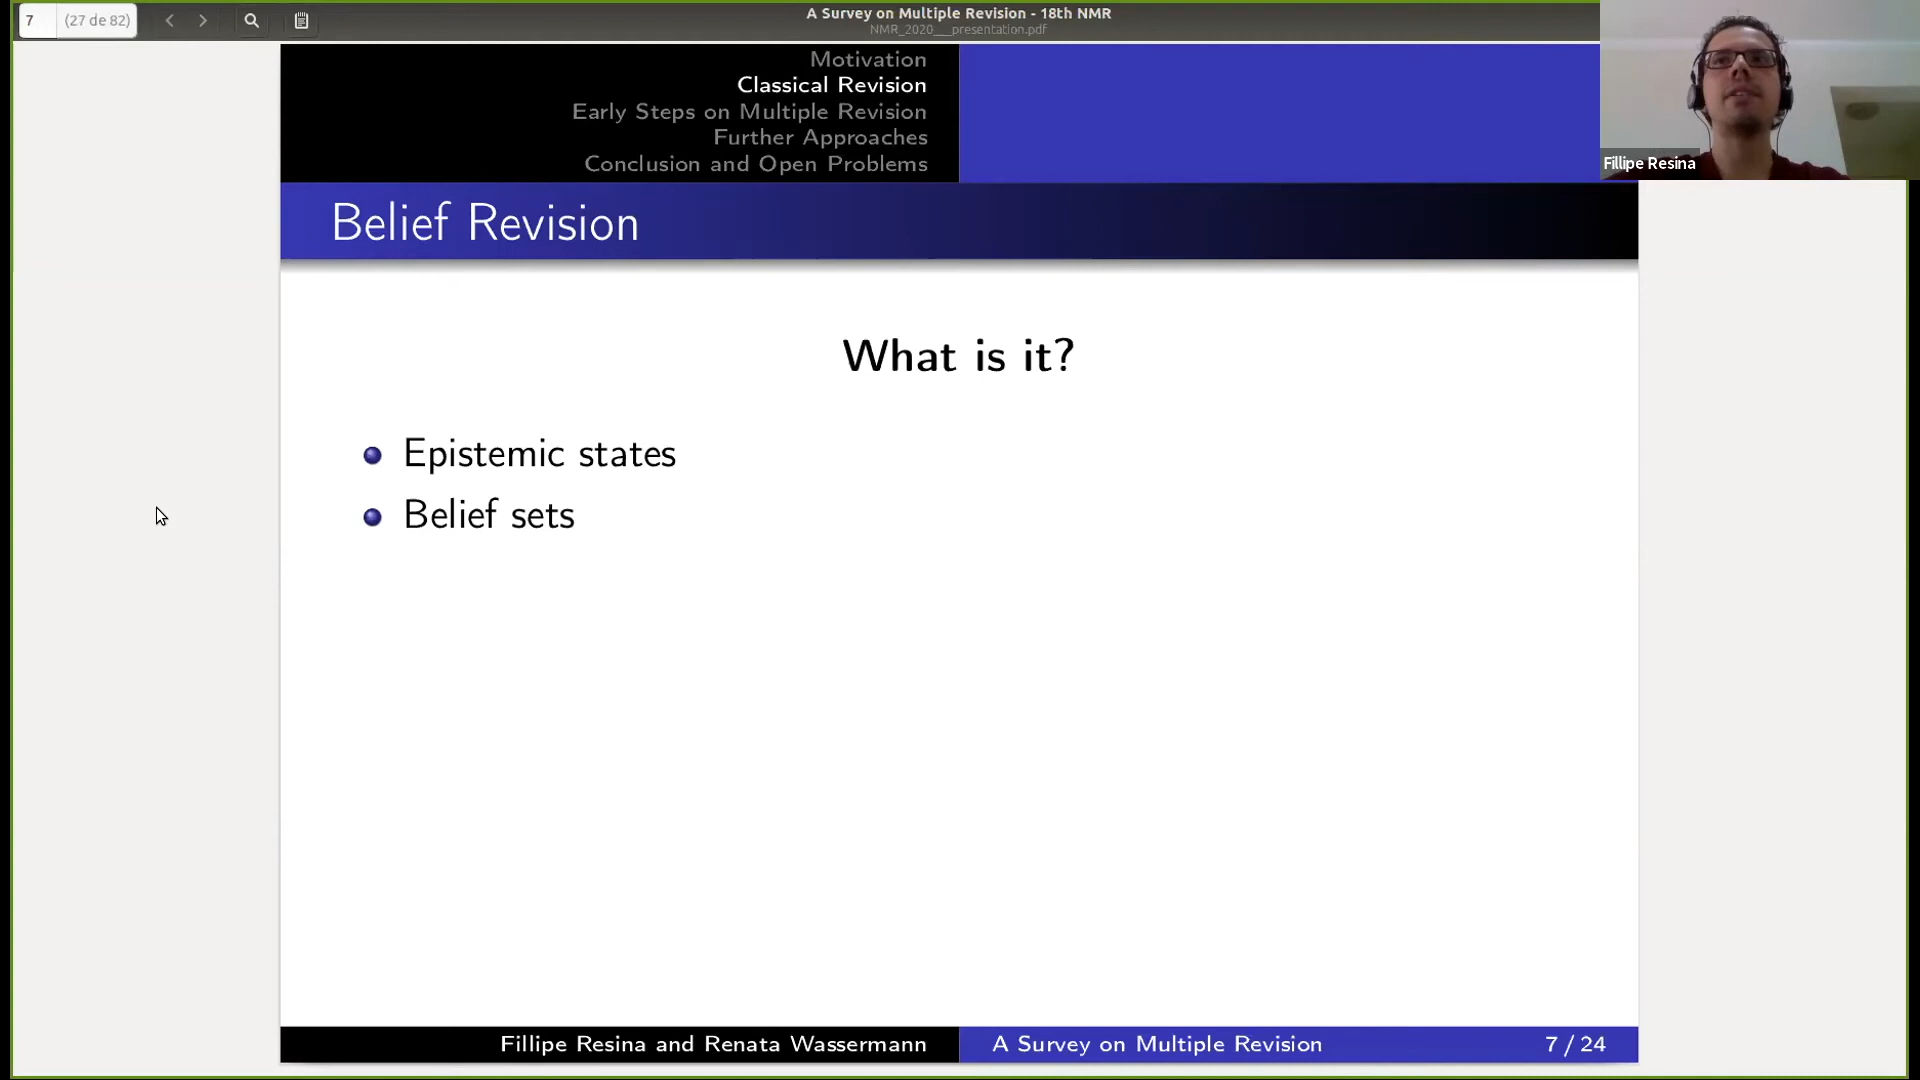 7 (27 de 82)
A Survey on Multiple Revision - 18th NMR
NMR_2020___presentation.pdf
Motivation
Classical Revision
Early Steps on Multiple Revision
Further Approaches
Conclusion and Open Problems
Fillipe Resina
Belief Revision
What is it?
Epistemic states
Belief sets
Fillipe Resina and Renata Wassermann
A Survey on Multiple Revision
7 / 24